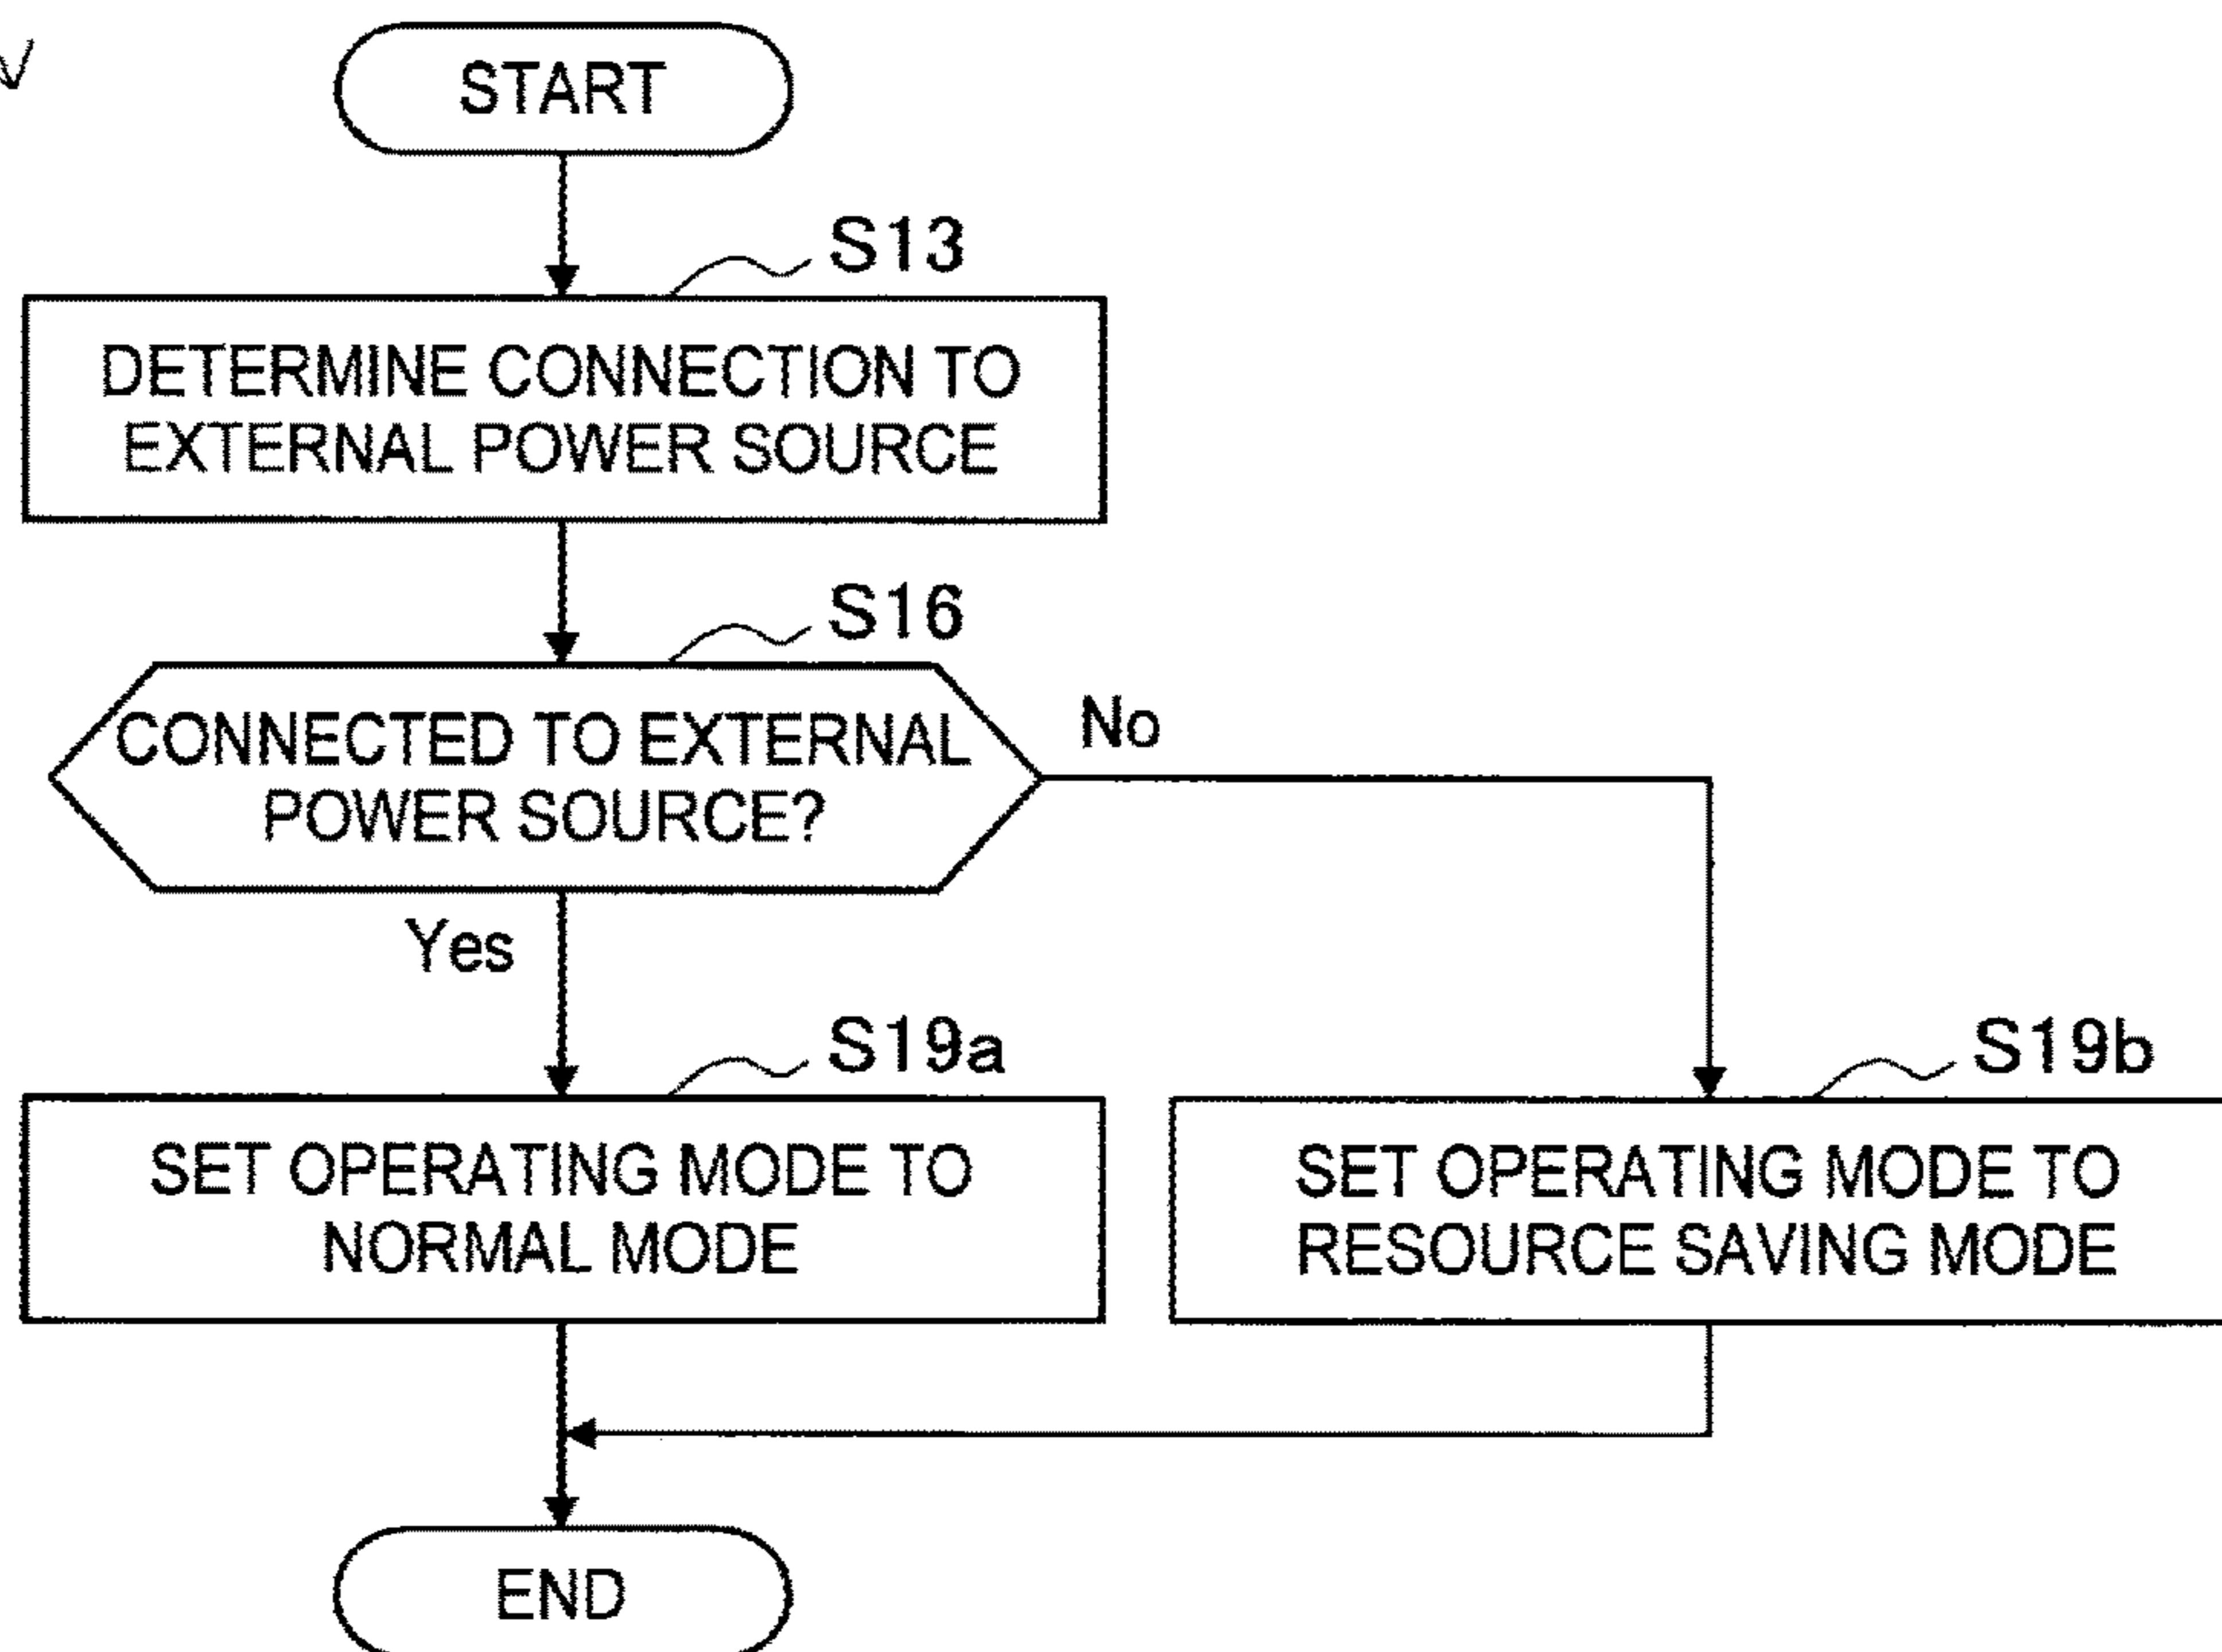 START
S13
DETERMINE CONNECTION TO
EXTERNAL POWER SOURCE
S16
CONNECTED TO EXTERNAL
POWER SOURCE?
No
Yes
S19a
SET OPERATING MODE TO
NORMAL MODE
S19b
SET OPERATING MODE TO
RESOURCE SAVING MODE
END